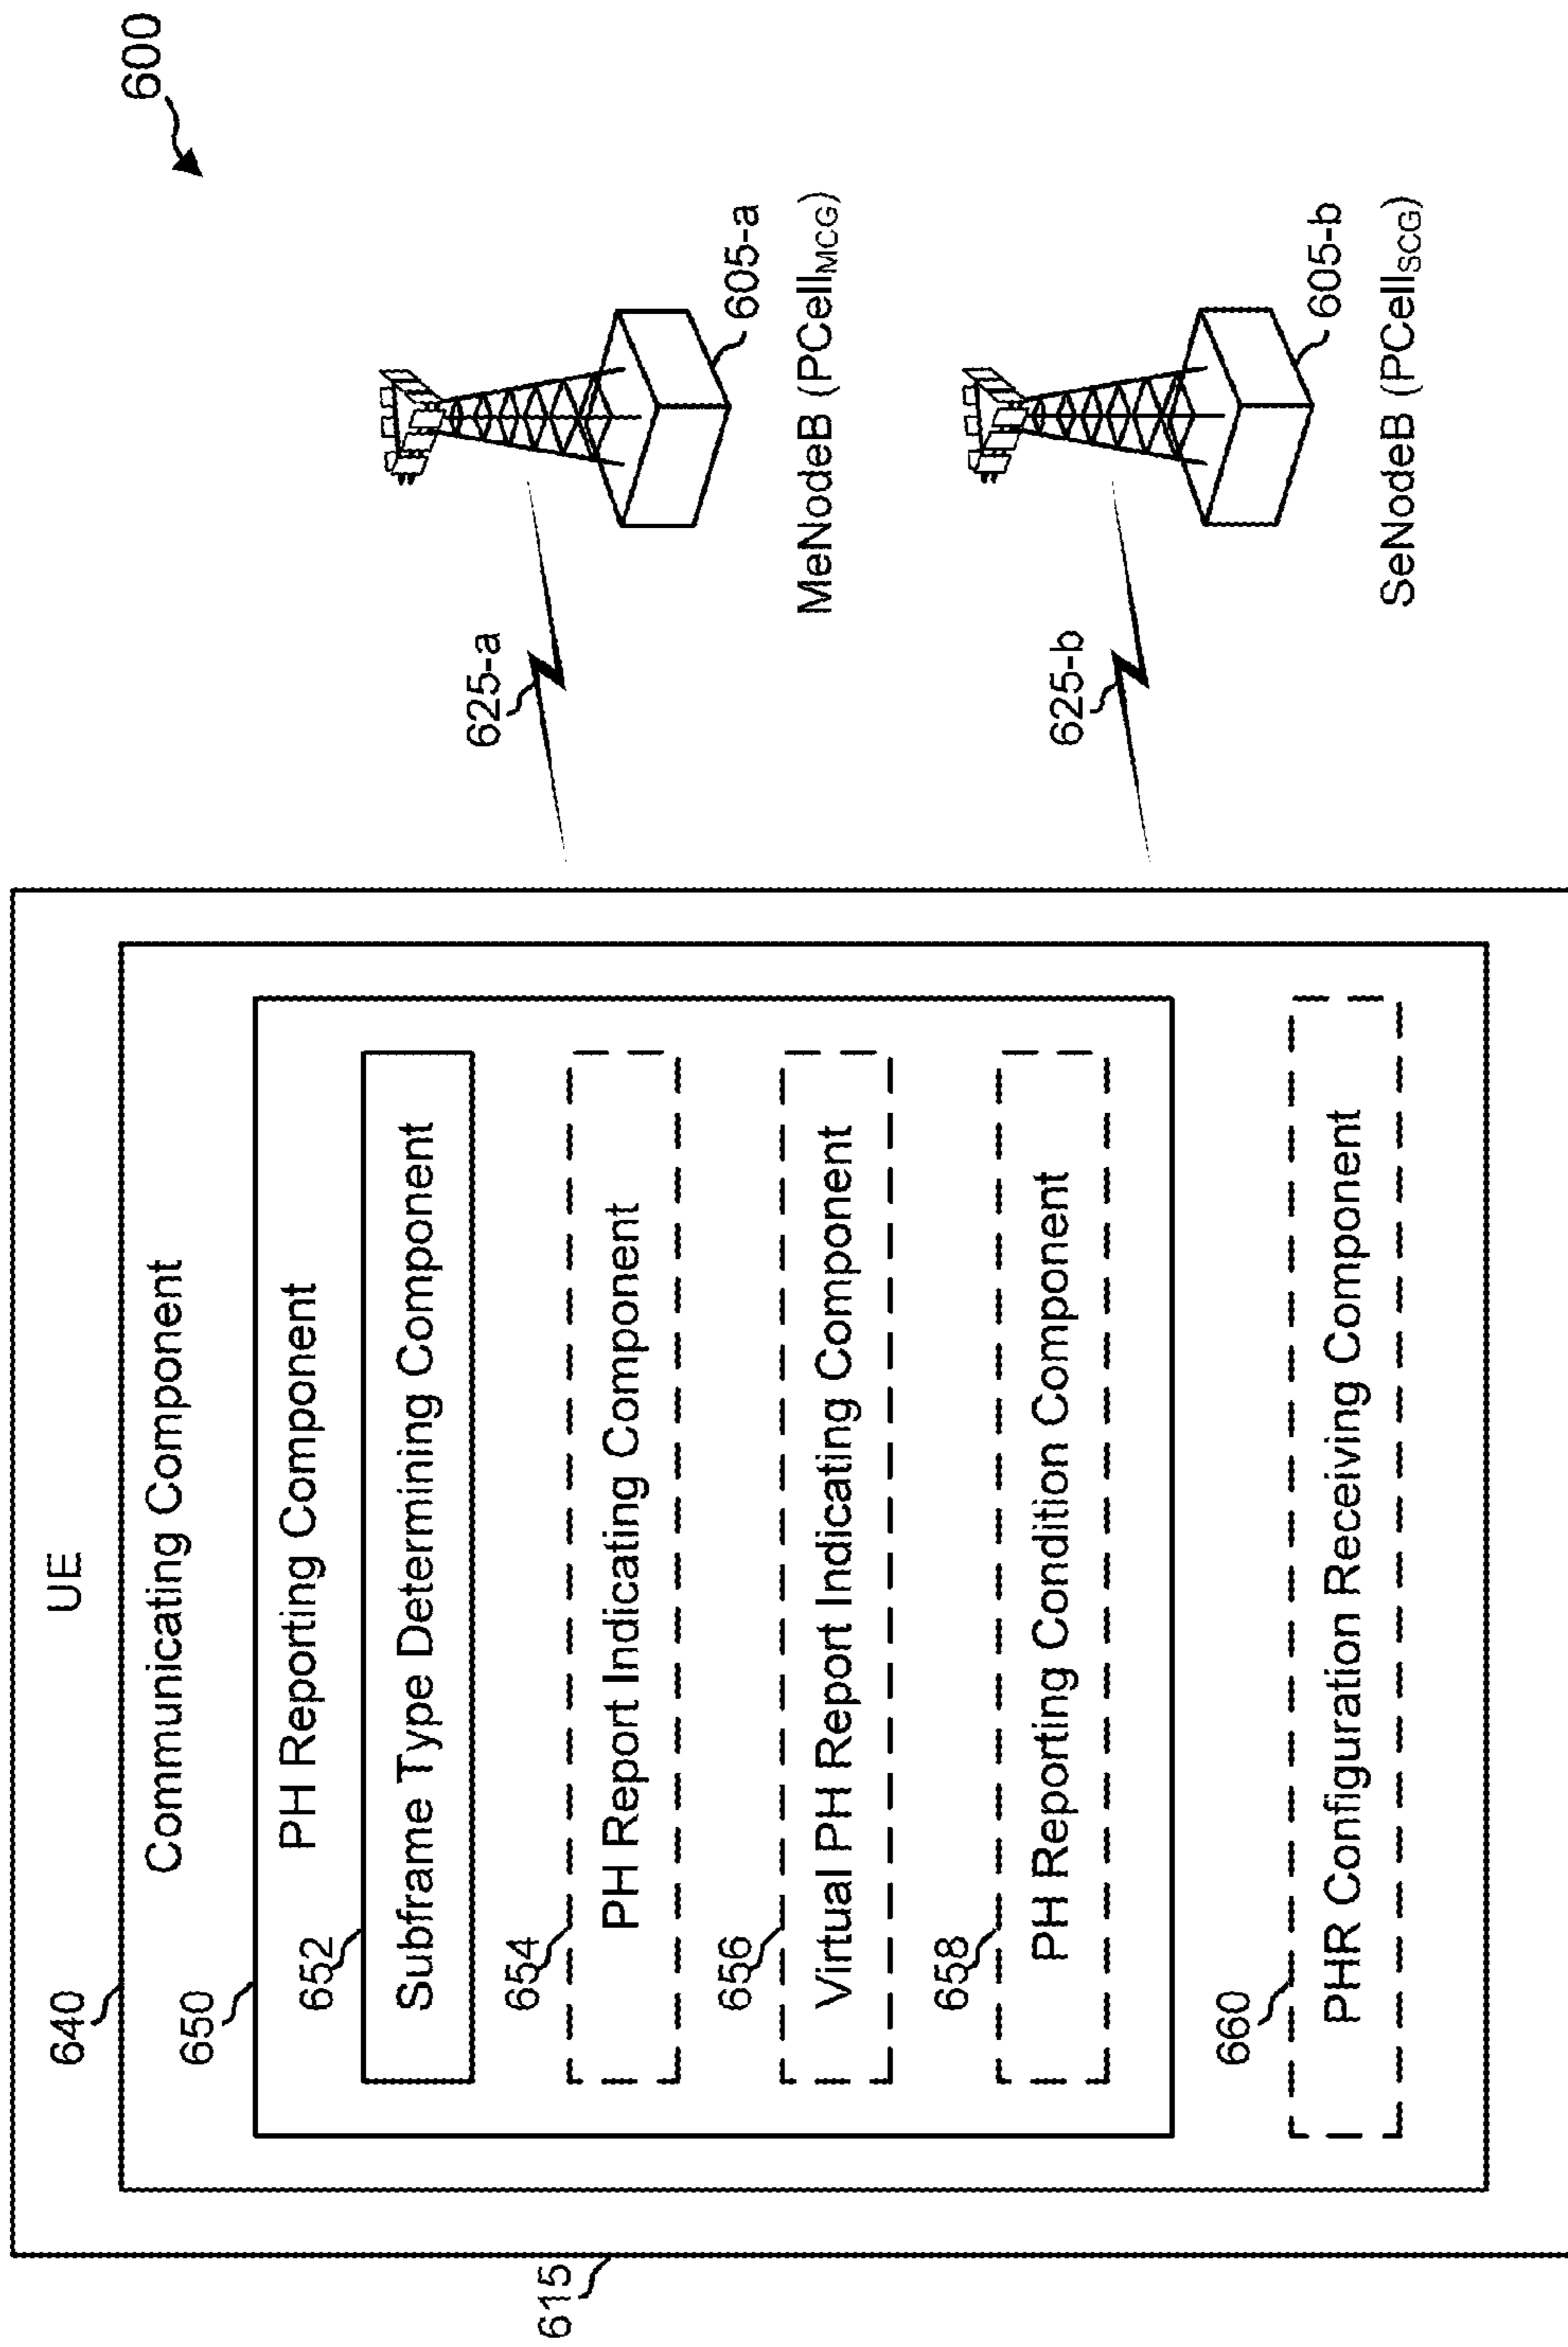 600
UE
615
640
Communicating Component
650
PH Reporting Component
652
Subframe Type Determining Component
654
PH Report Indicating Component
656
Virtual PH Report Indicating Component
658
PH Reporting Condition Component
660
PHR Configuration Receiving Component
625-a
605-a
MeNodeB (PCellMCG)
625-b
605-b
SeNodeB (PCellSCG)